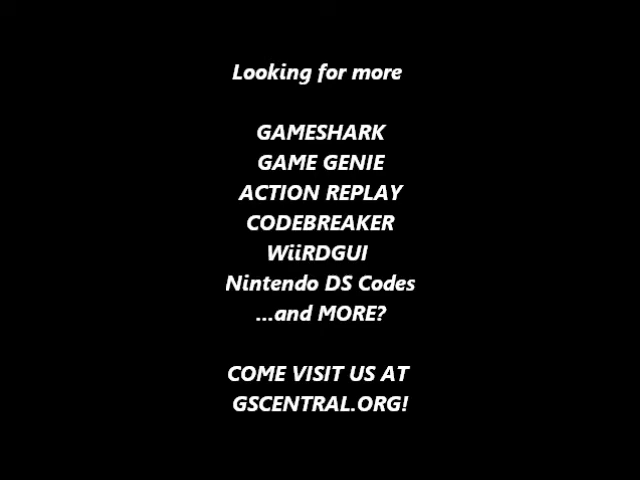 Looking for more
GAMESHARK
GAME GENIE
ACTION REPLAY
CODEBREAKER
WiiRDGUI
Nintendo DS Codes
...and MORE?
COME VISIT US AT
GSCENTRAL.ORG!